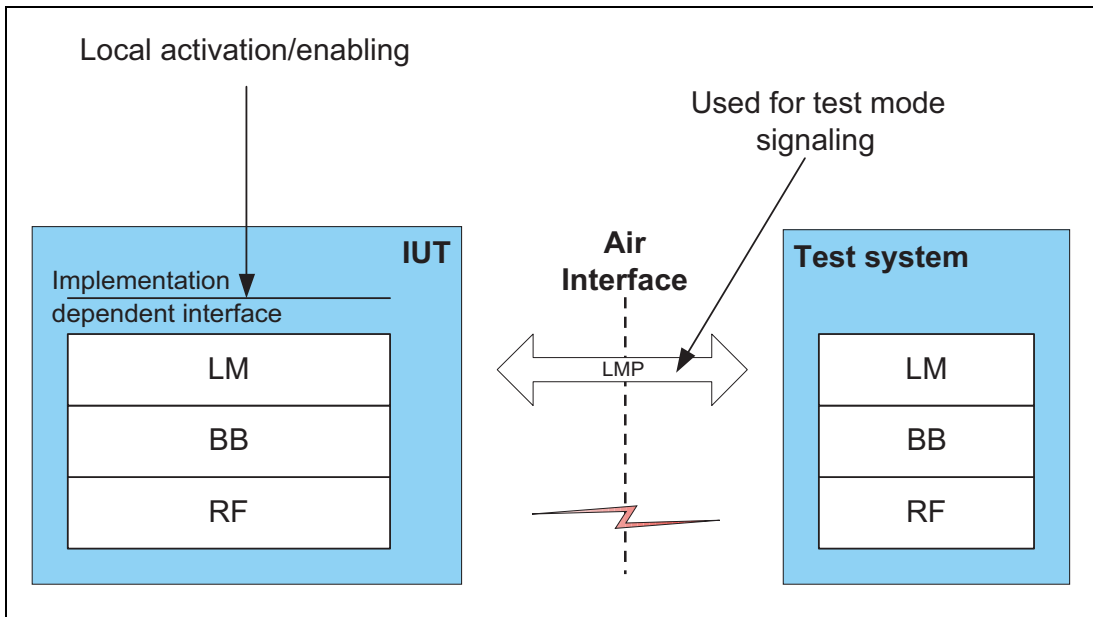 Local activation/enabling
Used for test mode
signaling
IUT
Implementation
dependent interface
LM
BB
RF
Air
Interface
LMP
Test system
LM
BB
RF